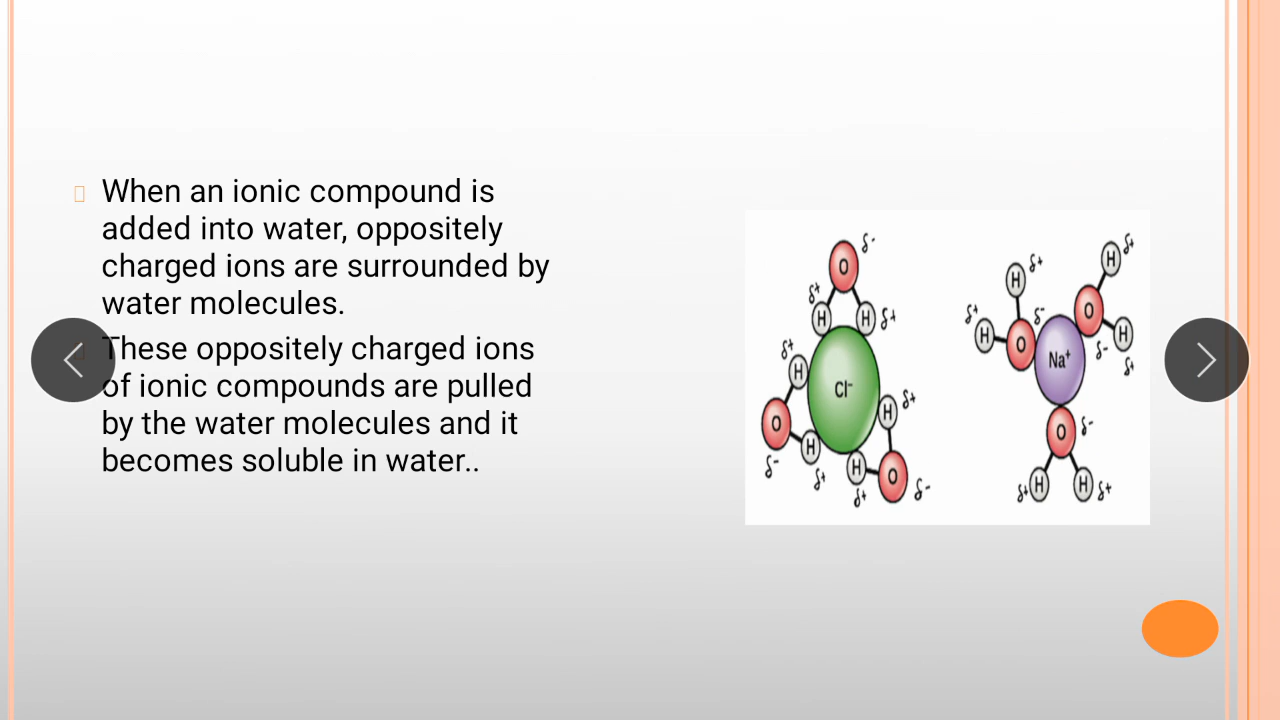 When an ionic compound is
added into water, oppositely
charged ions are surrounded by
water molecules.
These oppositely charged ions
of ionic compounds are pulled
by the water molecules and it
becomes soluble in water..
O δ-
δ+ H H δ+
δ+ H
Cl⁻
O H
δ- δ+
H δ+
H O
δ+ δ-
H δ+
H δ+
δ+ H O δ-
O H
δ- δ+
Na⁺
O δ-
δ+ H H δ+